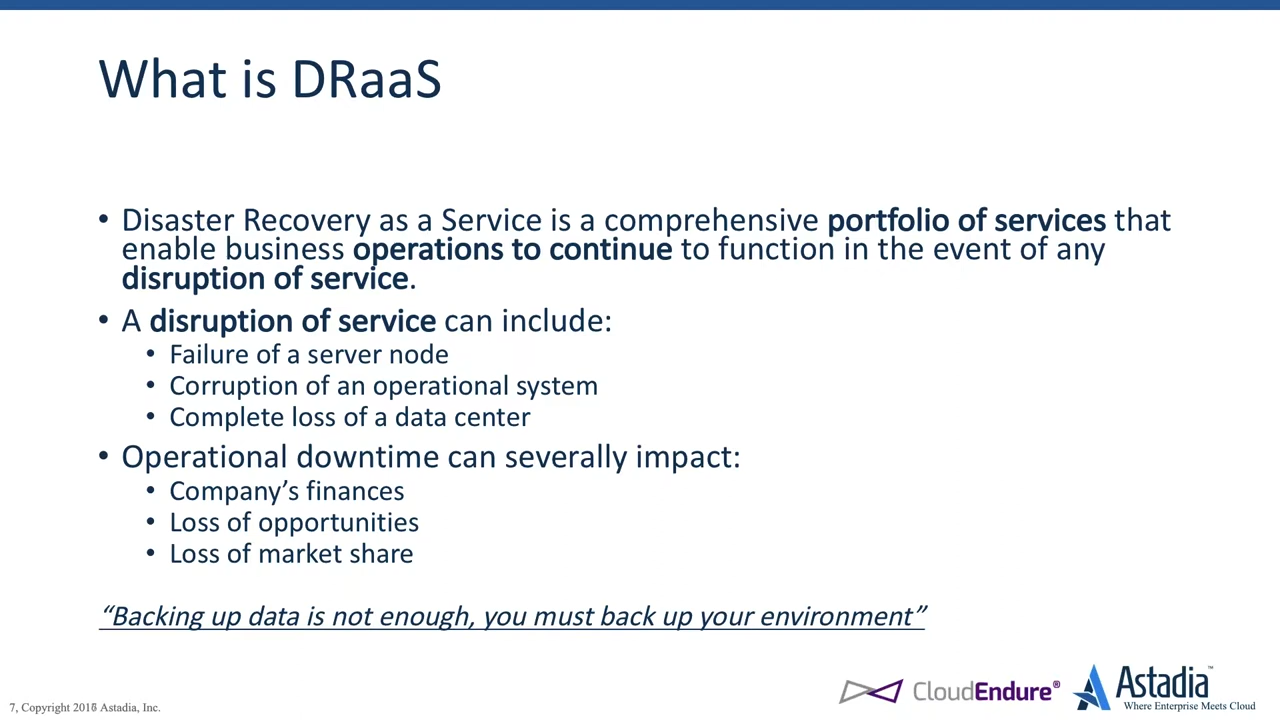 What is DRaaS
• Disaster Recovery as a Service is a comprehensive portfolio of services that
enable business operations to continue to function in the event of any
disruption of service.
• A disruption of service can include:
• Failure of a server node
• Corruption of an operational system
• Complete loss of a data center
• Operational downtime can severally impact:
• Company’s finances
• Loss of opportunities
• Loss of market share
“Backing up data is not enough, you must back up your environment”
CloudEndure®
Astadia™
Where Enterprise Meets Cloud
7, Copyright Astadia, Inc.